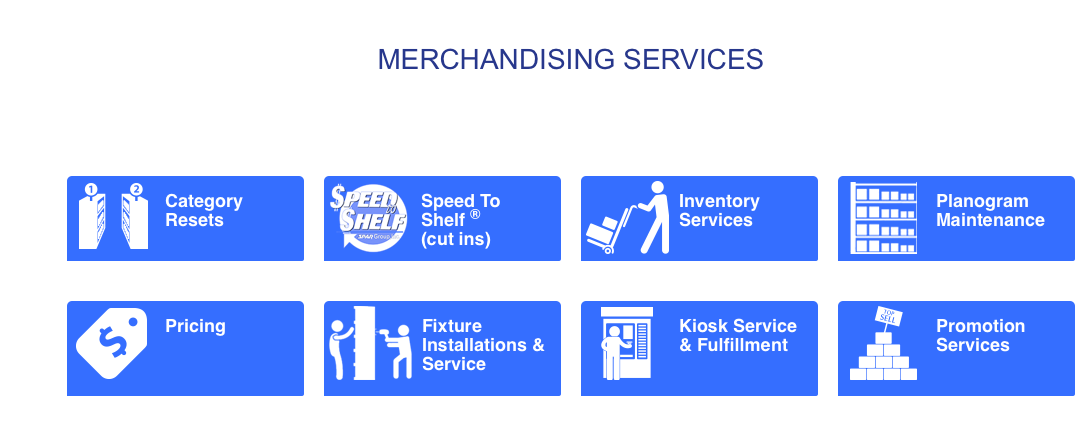 MERCHANDISING SERVICES
1 2
Category
Resets
SPEED
TO
SHELF
SPAR Group
Speed To
Shelf ®
(cut ins)
Inventory
Services
Planogram
Maintenance
$
Pricing
Fixture
Installations &
Service
Kiosk Service
& Fulfillment
TOP
SELL
Promotion
Services